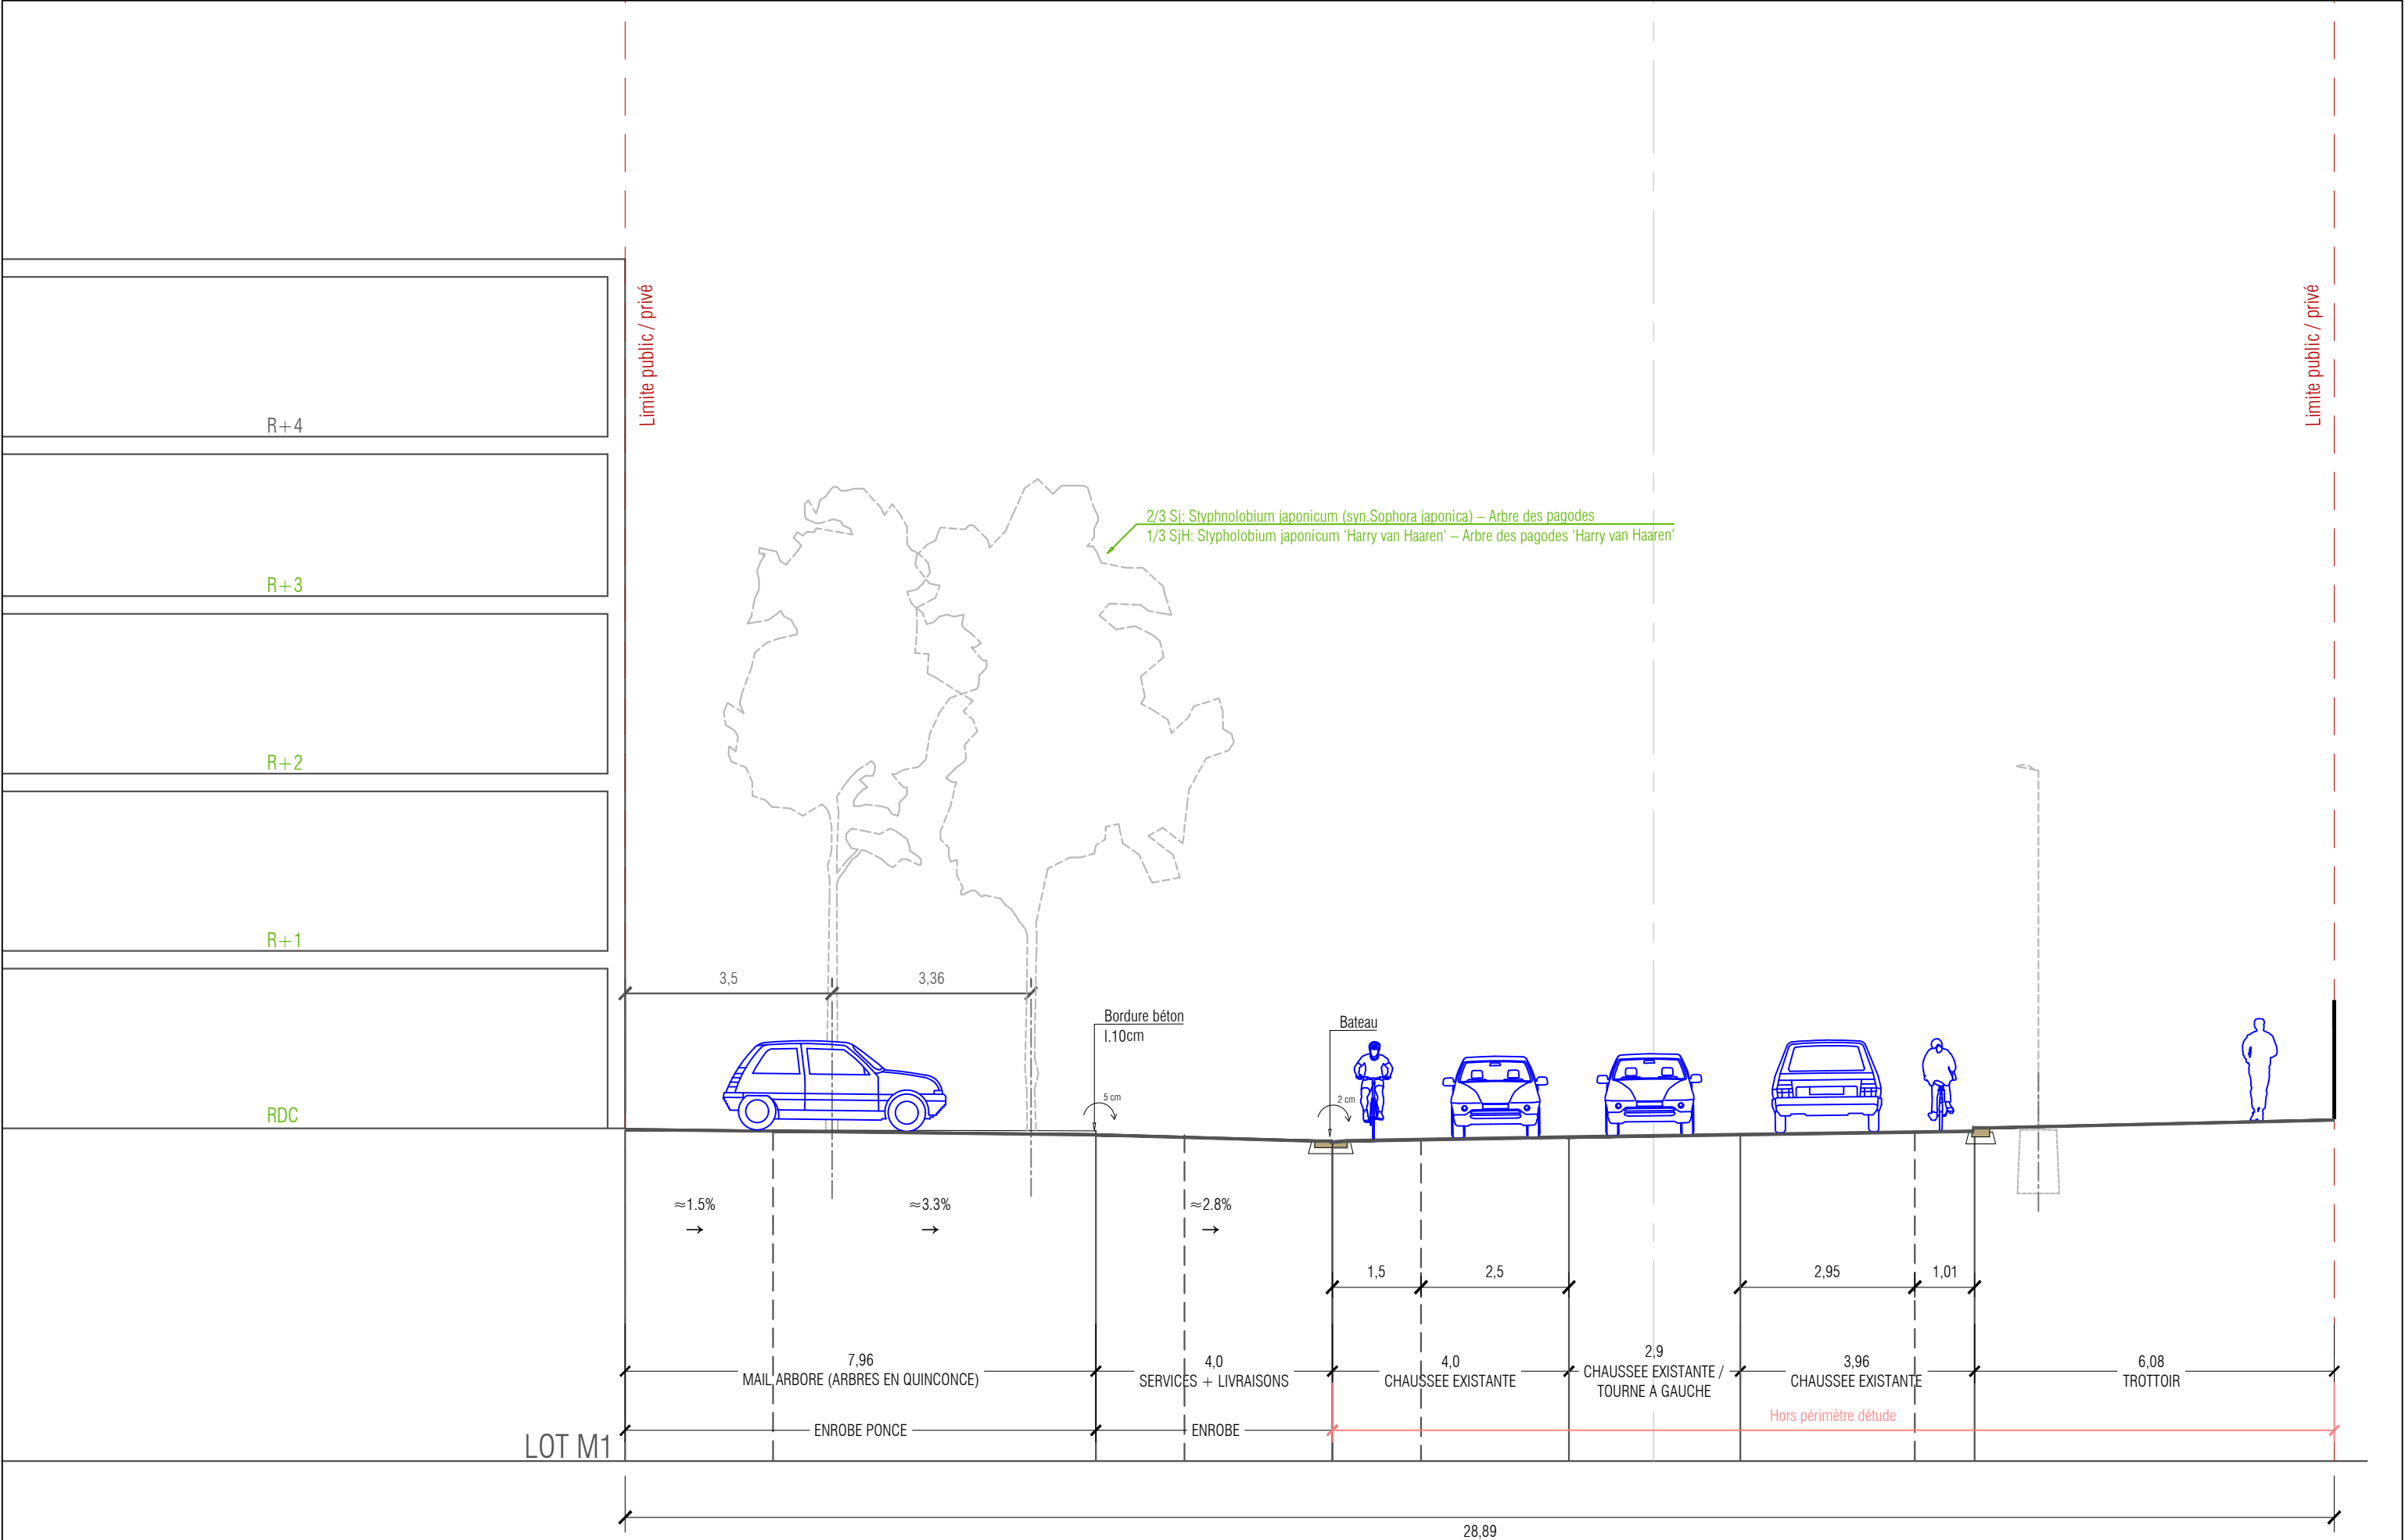 Limite public / privé
Limite public / privé
R+4
2/3 Sj: Styphnolobium japonicum (syn.Sophora japonica) – Arbre des pagodes
1/3 SjH: Stypholobium japonicum 'Harry van Haaren' – Arbre des pagodes 'Harry van Haaren'
R+3
R+2
R+1
3,5
3,36
Bordure béton
l.10cm
Bateau
5 cm
2 cm
RDC
≈1.5%
≈3.3%
≈2.8%
→
→
→
1,5
2,5
2,95
1,01
7,96
MAIL ARBORE (ARBRES EN QUINCONCE)
4,0
SERVICES + LIVRAISONS
4,0
CHAUSSEE EXISTANTE
2,9
CHAUSSEE EXISTANTE /
TOURNE A GAUCHE
3,96
CHAUSSEE EXISTANTE
6,08
TROTTOIR
Hors périmètre détude
ENROBE PONCE
ENROBE
LOT M1
28,89